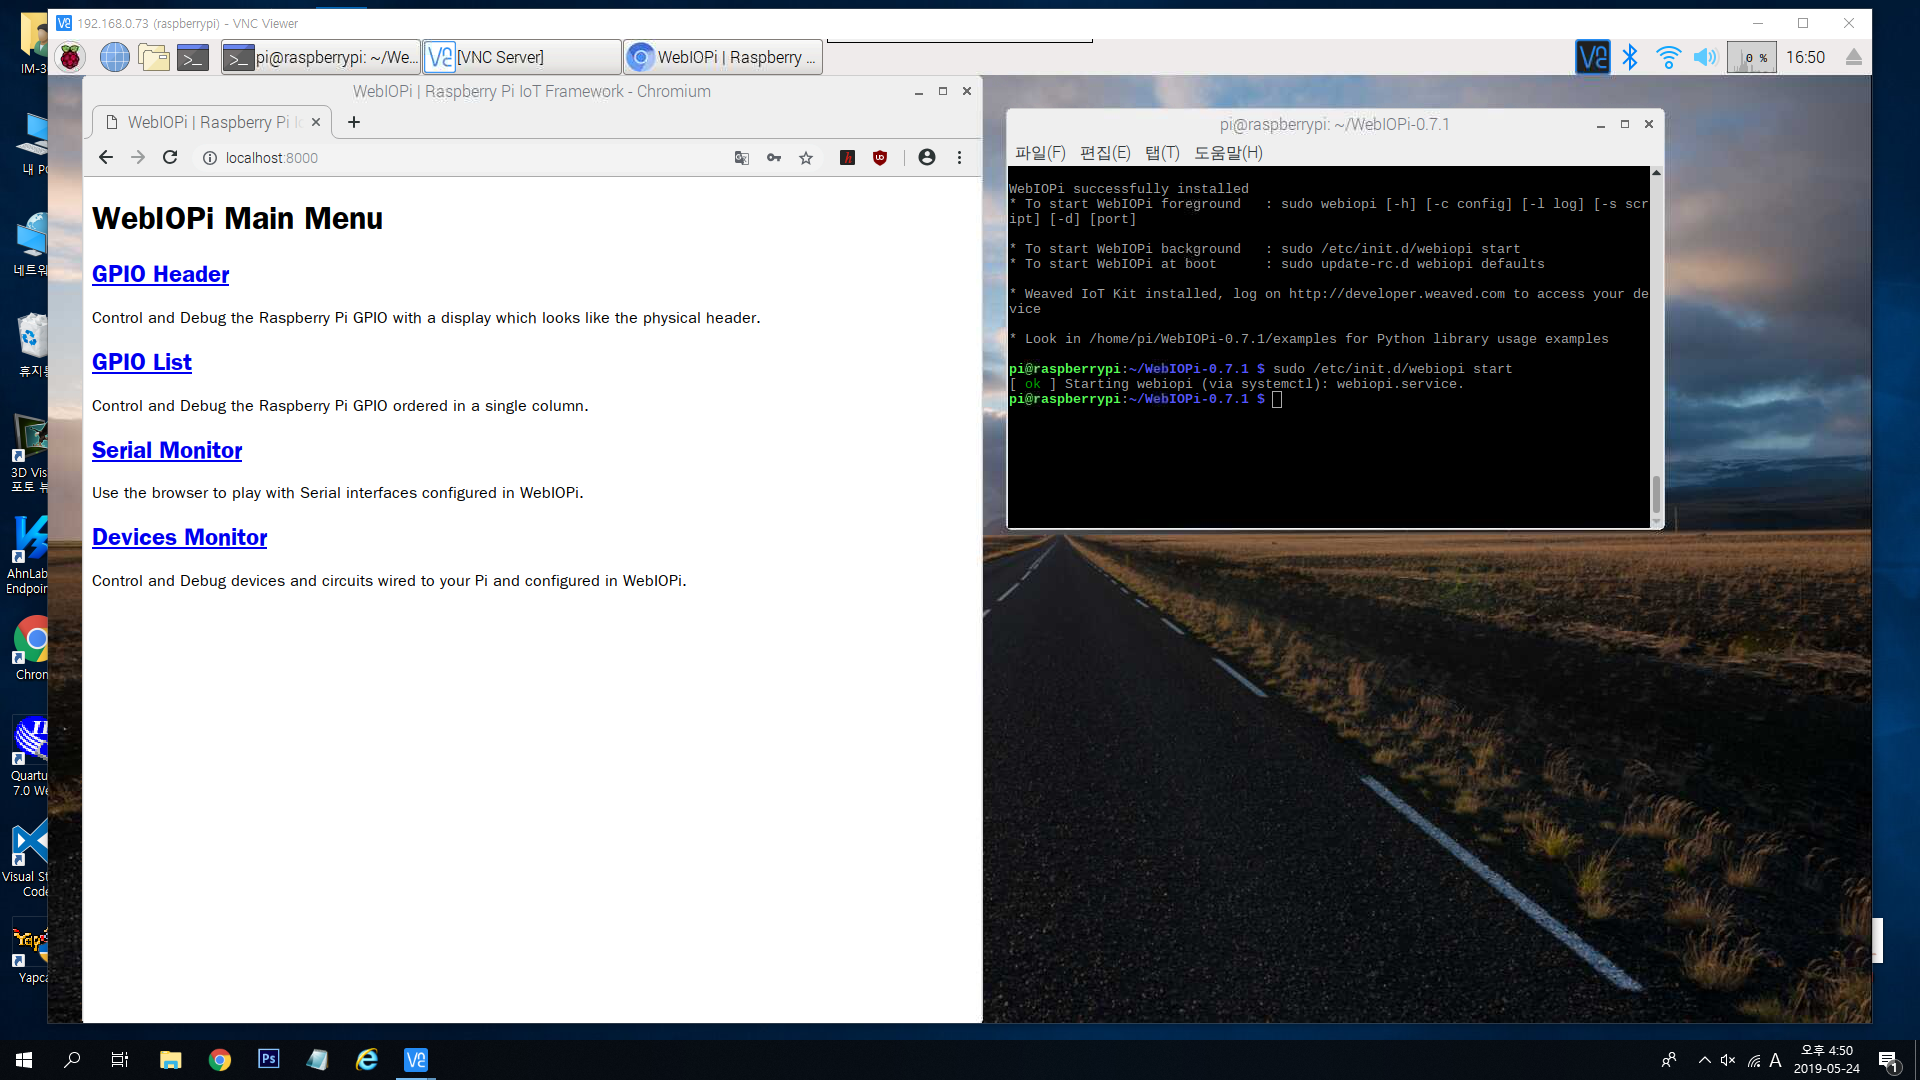 192.168.0.73 (raspberrypi) - VNC Viewer
pi@raspberrypi: ~/We...
[VNC Server]
WebIOPi | Raspberry ...
0 %
16:50
WebIOPi | Raspberry Pi IoT Framework - Chromium
WebIOPi | Raspberry Pi I
localhost:8000
WebIOPi Main Menu
GPIO Header
Control and Debug the Raspberry Pi GPIO with a display which looks like the physical header.
GPIO List
Control and Debug the Raspberry Pi GPIO ordered in a single column.
Serial Monitor
Use the browser to play with Serial interfaces configured in WebIOPi.
Devices Monitor
Control and Debug devices and circuits wired to your Pi and configured in WebIOPi.
pi@raspberrypi: ~/WebIOPi-0.7.1
파일(F) 편집(E) 탭(T) 도움말(H)
WebIOPi successfully installed
* To start WebIOPi foreground   : sudo webiopi [-h] [-c config] [-l log] [-s scr
ipt] [-d] [port]
* To start WebIOPi background   : sudo /etc/init.d/webiopi start
* To start WebIOPi at boot      : sudo update-rc.d webiopi defaults
* Weaved IoT Kit installed, log on http://developer.weaved.com to access your de
vice
* Look in /home/pi/WebIOPi-0.7.1/examples for Python library usage examples
pi@raspberrypi:~/WebIOPi-0.7.1 $ sudo /etc/init.d/webiopi start
[ ok ] Starting webiopi (via systemctl): webiopi.service.
pi@raspberrypi:~/WebIOPi-0.7.1 $
IM-3
내 PC
네트워
휴지통
3D Vis
포토 뷰
AhnLab
Endpoin
Chrom
Quartu
7.0 We
Visual St
Code
Yapca
Ps
A
오후 4:50
2019-05-24
1